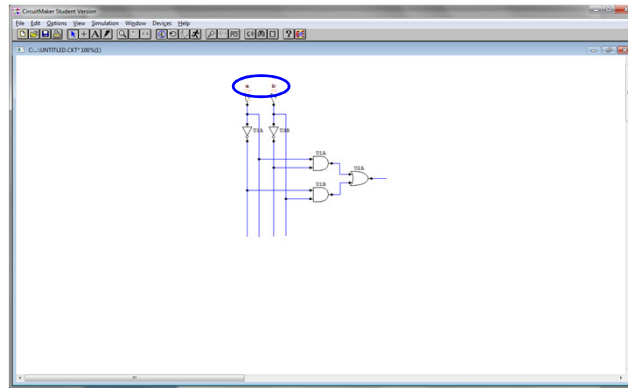 CircuitMaker Student Version
File Edit Options View Simulation Window Devices Help
C...\UNTITLED.CKT* 100%(1)
a b
U3A U3B
U1A
U2A
U1B